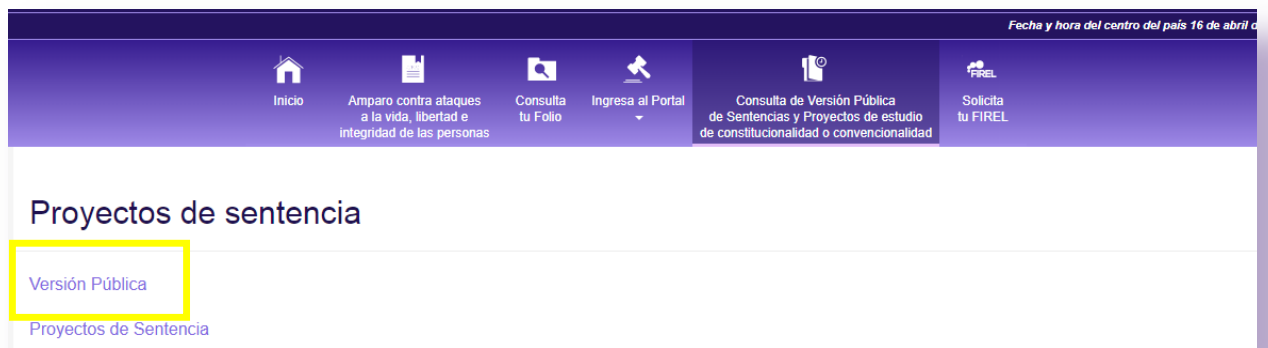 Fecha y hora del centro del país 16 de abril
Inicio
Amparo contra ataques
a la vida, libertad e
integridad de las personas
Consulta
tu Folio
Ingresa al Portal
Consulta de Versión Pública
de Sentencias y Proyectos de estudio
de constitucionalidad o convencionalidad
FIREL
Solicita
tu FIREL
Proyectos de sentencia
Versión Pública
Proyectos de Sentencia